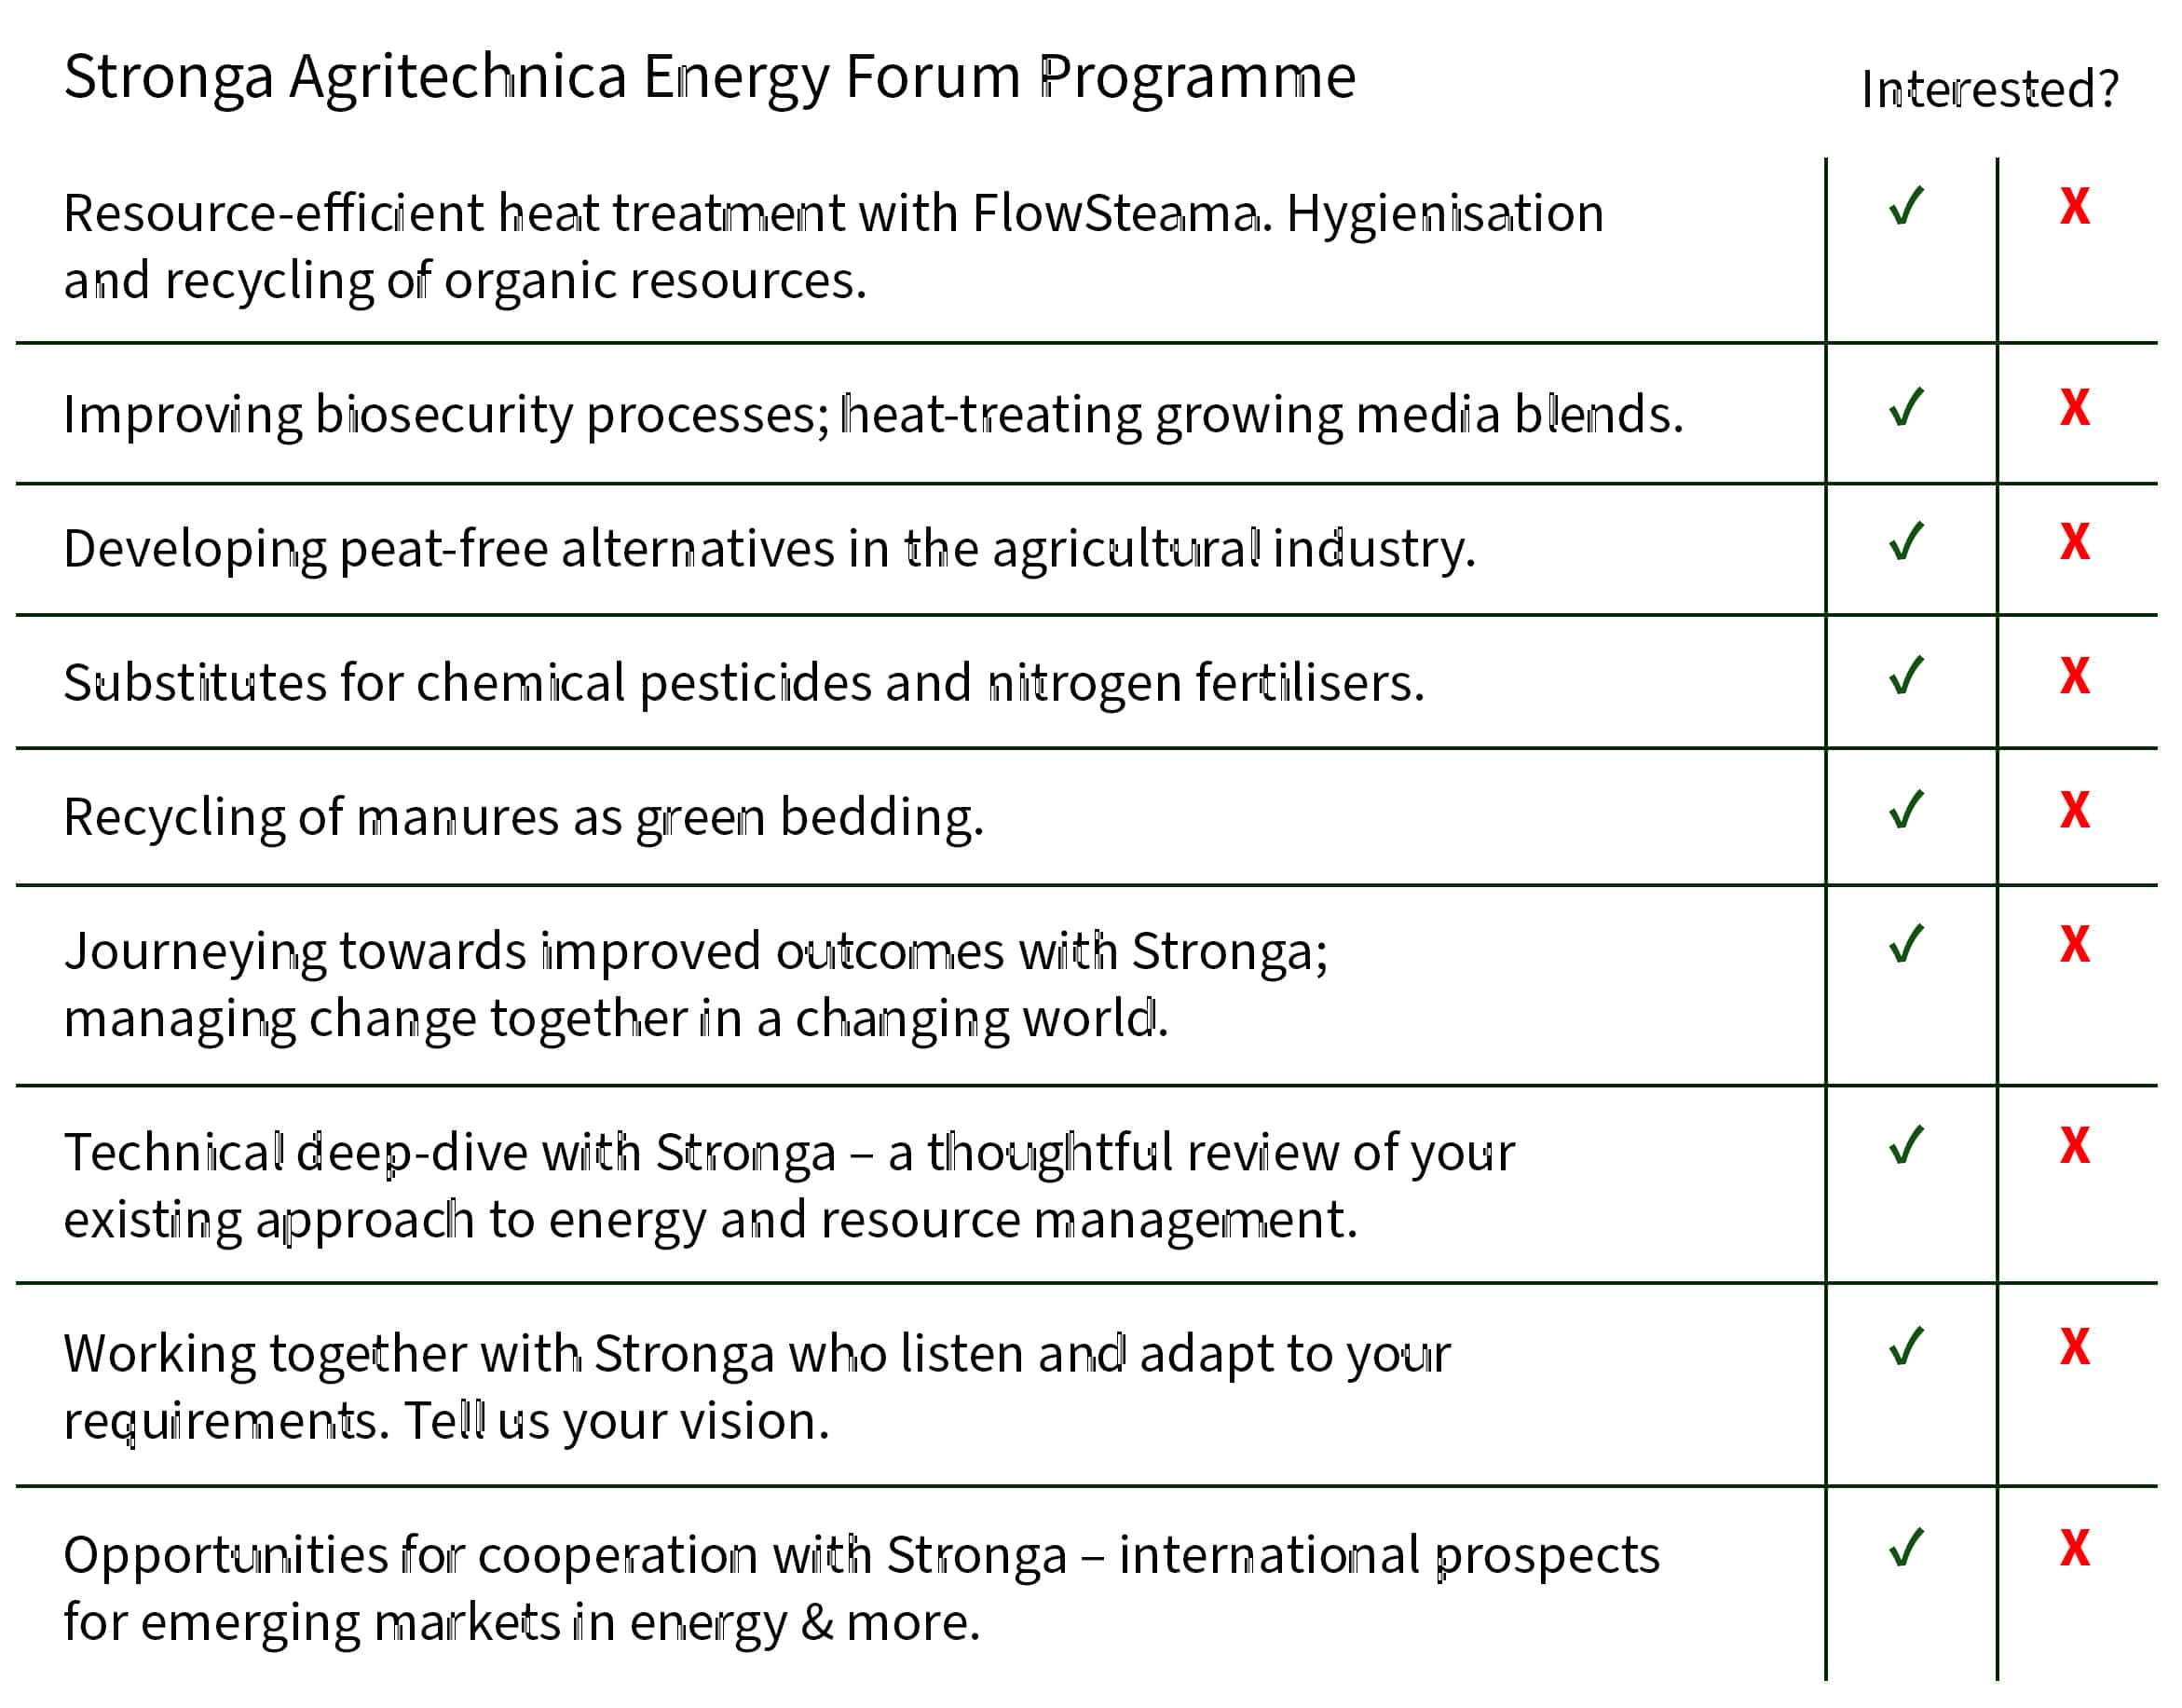 Stronga Agritechnica Energy Forum Programme
Interested?
Resource-efficient heat treatment with FlowSteama. Hygienisation ✓ X
and recycling of organic resources.
Improving biosecurity processes; heat-treating growing media blends. ✓ X
Developing peat-free alternatives in the agricultural industry. ✓ X
Substitutes for chemical pesticides and nitrogen fertilisers. ✓ X
Recycling of manures as green bedding. ✓ X
Journeying towards improved outcomes with Stronga; ✓ X
managing change together in a changing world.
Technical deep-dive with Stronga – a thoughtful review of your ✓ X
existing approach to energy and resource management.
Working together with Stronga who listen and adapt to your ✓ X
requirements. Tell us your vision.
Opportunities for cooperation with Stronga – international prospects ✓ X
for emerging markets in energy & more.